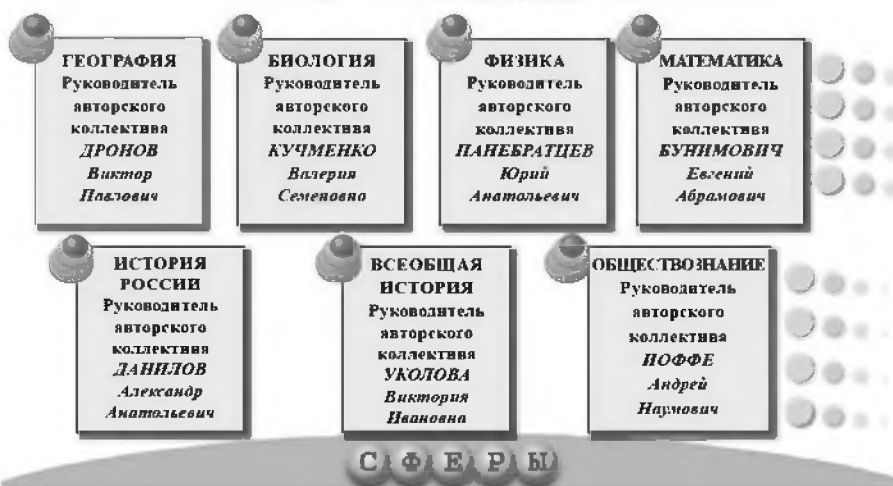 ГЕОГРАФИЯ
Руководитель
авторского
коллектива
ДРОНОВ
Виктор
Павлович
БИОЛОГИЯ
Руководитель
авторского
коллектива
КУЧМЕНКО
Валерия
Семеновна
ФИЗИКА
Руководитель
авторского
коллектива
ПАНЕБРАТЦЕВ
Юрий
Анатольевич
МАТЕМАТИКА
Руководитель
авторского
коллектива
БУНИМОВИЧ
Евгений
Абрамович
ИСТОРИЯ
РОССИИ
Руководитель
авторского
коллектива
ДАНИЛОВ
Александр
Анатольевич
ВСЕОБЩАЯ
ИСТОРИЯ
Руководитель
авторского
коллектива
УКОЛОВА
Виктория
Ивановна
ОБЩЕСТВОЗНАНИЕ
Руководитель
авторского
коллектива
ИОФФЕ
Андрей
Наумович
СФЕРЫ